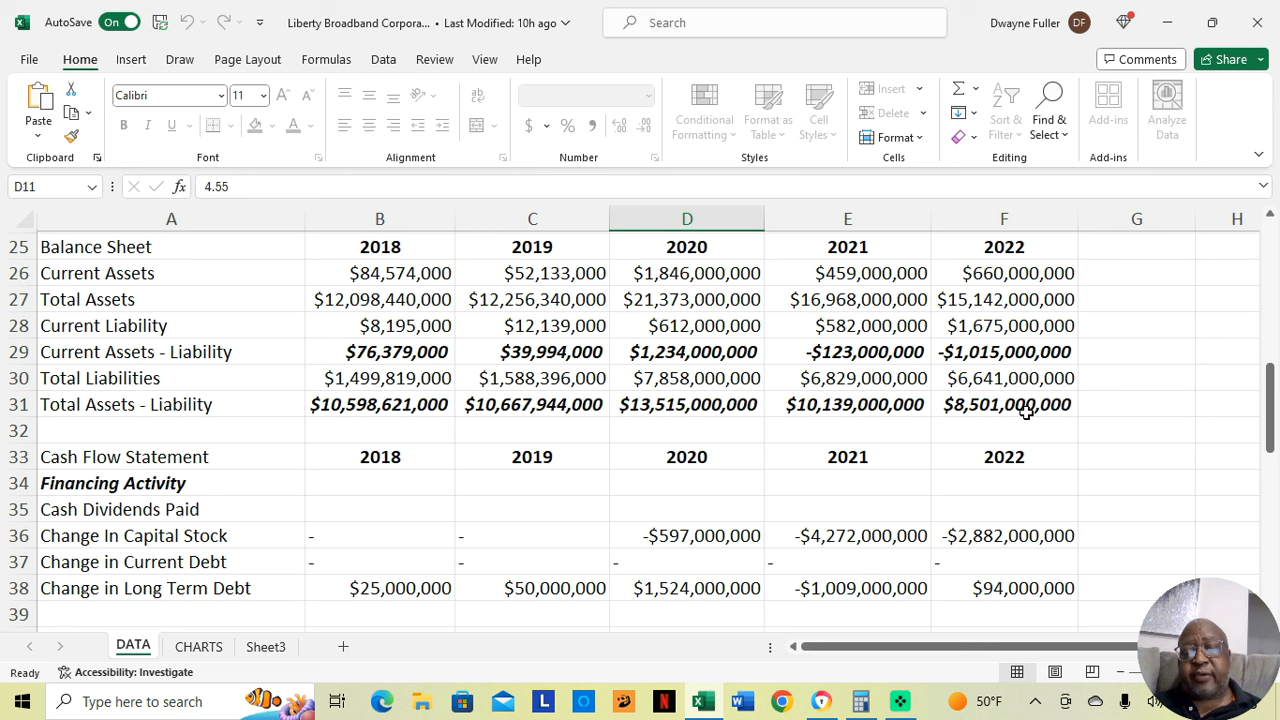 AutoSave On Liberty Broadband Corpora... • Last Modified: 10h ago Search Dwayne Fuller DF
File Home Insert Draw Page Layout Formulas Data Review View Help Comments Share
Calibri 11 Insert
Paste Conditional Formatting Format as Table Cell Styles Delete Sort & Filter Find & Select Add-ins Analyze Data
B I U A $ % 9 Format
Clipboard Font Alignment Number Styles Cells Editing Add-ins
D11 fx 4.55
A B C D E F G H
25 Balance Sheet 2018 2019 2020 2021 2022
26 Current Assets $84,574,000 $52,133,000 $1,846,000,000 $459,000,000 $660,000,000
27 Total Assets $12,098,440,000 $12,256,340,000 $21,373,000,000 $16,968,000,000 $15,142,000,000
28 Current Liability $8,195,000 $12,139,000 $612,000,000 $582,000,000 $1,675,000,000
29 Current Assets - Liability $76,379,000 $39,994,000 $1,234,000,000 -$123,000,000 -$1,015,000,000
30 Total Liabilities $1,499,819,000 $1,588,396,000 $7,858,000,000 $6,829,000,000 $6,641,000,000
31 Total Assets - Liability $10,598,621,000 $10,667,944,000 $13,515,000,000 $10,139,000,000 $8,501,000,000
32
33 Cash Flow Statement 2018 2019 2020 2021 2022
34 Financing Activity
35 Cash Dividends Paid
36 Change In Capital Stock - - -$597,000,000 -$4,272,000,000 -$2,882,000,000
37 Change in Current Debt - - - - -
38 Change in Long Term Debt $25,000,000 $50,000,000 $1,524,000,000 -$1,009,000,000 $94,000,000
39
DATA CHARTS Sheet3
Ready Accessibility: Investigate
Type here to search 50°F